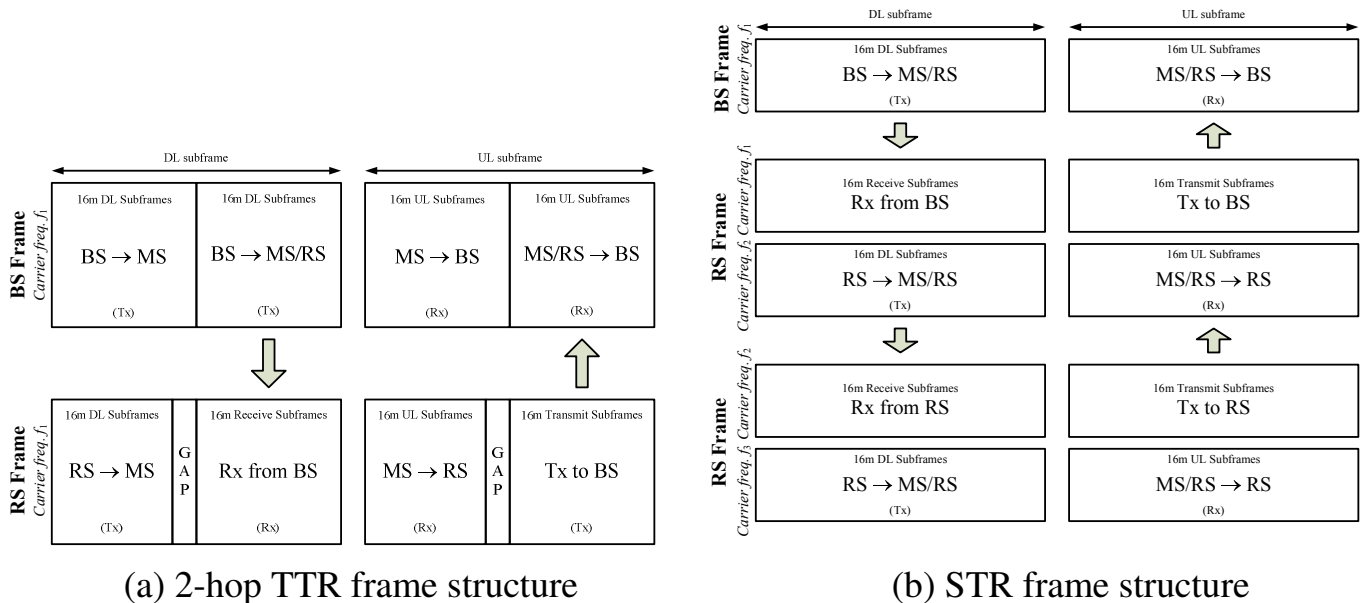 DL subframe
UL subframe
BS Frame
Carrier freq. f1
16m DL Subframes
BS → MS
(Tx)
16m DL Subframes
BS → MS/RS
(Tx)
16m UL Subframes
MS → BS
(Rx)
16m UL Subframes
MS/RS → BS
(Rx)
RS Frame
Carrier freq. f1
16m DL Subframes
RS → MS
(Tx)
G
A
P
16m Receive Subframes
Rx from BS
(Rx)
16m UL Subframes
MS → RS
(Rx)
G
A
P
16m Transmit Subframes
Tx to BS
(Tx)
(a) 2-hop TTR frame structure
DL subframe
UL subframe
BS Frame
Carrier freq. f1
16m DL Subframes
BS → MS/RS
(Tx)
16m UL Subframes
MS/RS → BS
(Rx)
RS Frame
Carrier freq. f1
16m Receive Subframes
Rx from BS
16m Transmit Subframes
Tx to BS
Carrier freq. f2
16m DL Subframes
RS → MS/RS
(Tx)
16m UL Subframes
MS/RS → RS
(Rx)
RS Frame
Carrier freq. f2
16m Receive Subframes
Rx from RS
16m Transmit Subframes
Tx to RS
Carrier freq. f3
16m DL Subframes
RS → MS/RS
(Tx)
16m UL Subframes
MS/RS → RS
(Rx)
(b) STR frame structure